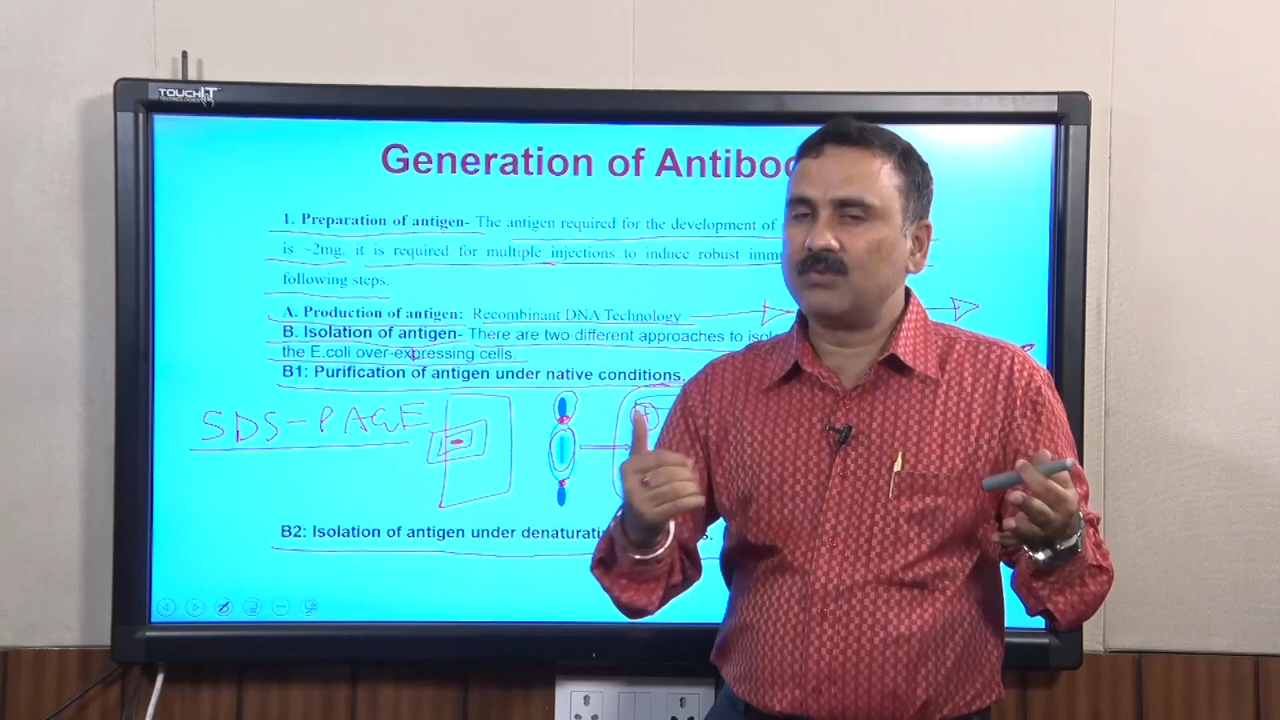 TOUCHIT
TECHNOLOGIES
Generation of Antiboc
1. Preparation of antigen- The antigen required for the development of
is ~2mg. it is required for multiple injections to induce robust imm
following steps.
A. Production of antigen: Recombinant DNA Technology
B. Isolation of antigen- There are two different approaches to isol
the E.coli over-expressing cells.
B1: Purification of antigen under native conditions.
SDS-PAGE
B2: Isolation of antigen under denaturati s.